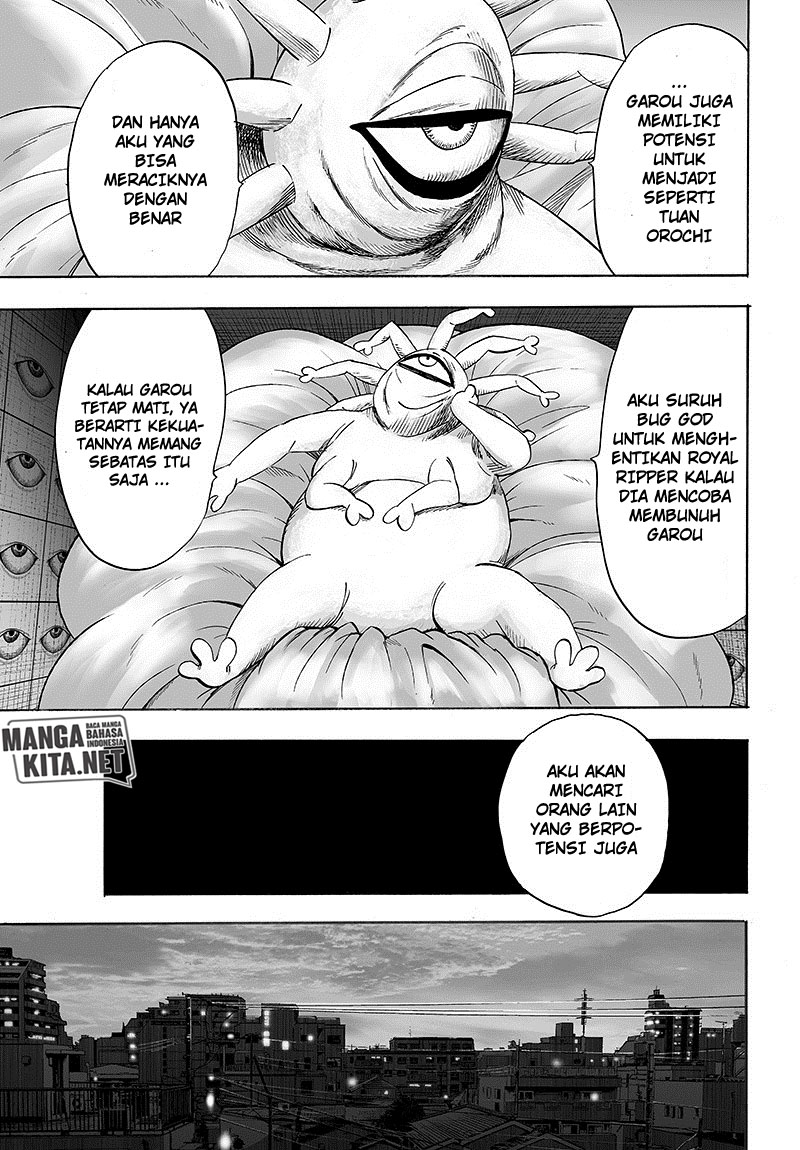 ...
GAROU JUGA
MEMILIKI
POTENSI
UNTUK
MENJADI
SEPERTI
TUAN
OROCHI
DAN HANYA
AKU YANG
BISA
MERACIKNYA
DENGAN
BENAR
AKU SURUH
BUG GOD
UNTUK MENGH-
ENTIKAN ROYAL
RIPPER KALAU
DIA MENCOBA
MEMBUNUH
GAROU
KALAU GAROU
TETAP MATI, YA
BERARTI KEKUA-
TANNYA MEMANG
SEBATAS ITU
SAJA ...
MANGA
KITA.NET
BACA MANGA
BAHASA
INDONESIA
AKU AKAN
MENCARI
ORANG LAIN
YANG BERPO-
TENSI JUGA